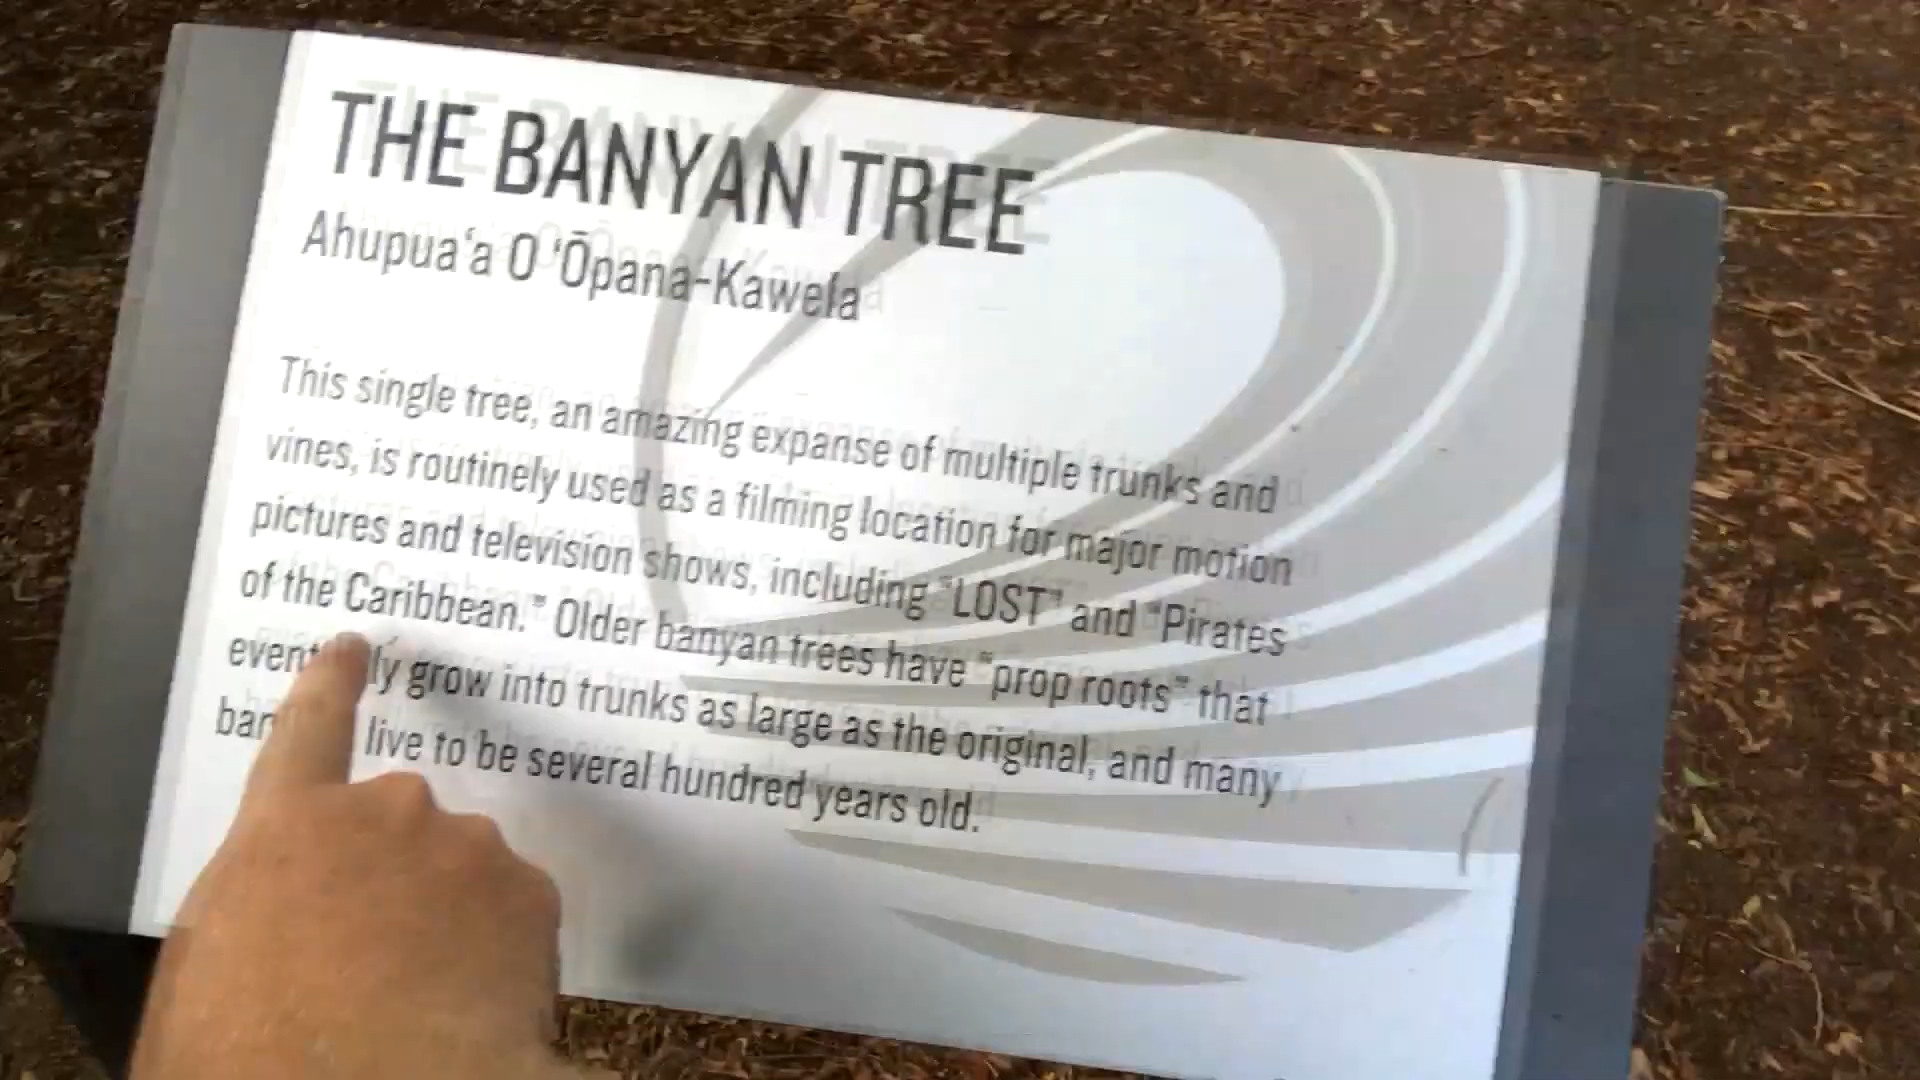 THE BANYAN TREE
Ahupuaʻa O ʻŌpana-Kawela
This single tree, an amazing expanse of multiple trunks and
vines, is routinely used as a filming location for major motion
pictures and television shows, including "LOST" and "Pirates
of the Caribbean." Older banyan trees have "prop roots" that
grow into trunks as large as the original, and many
live to be several hundred years old.